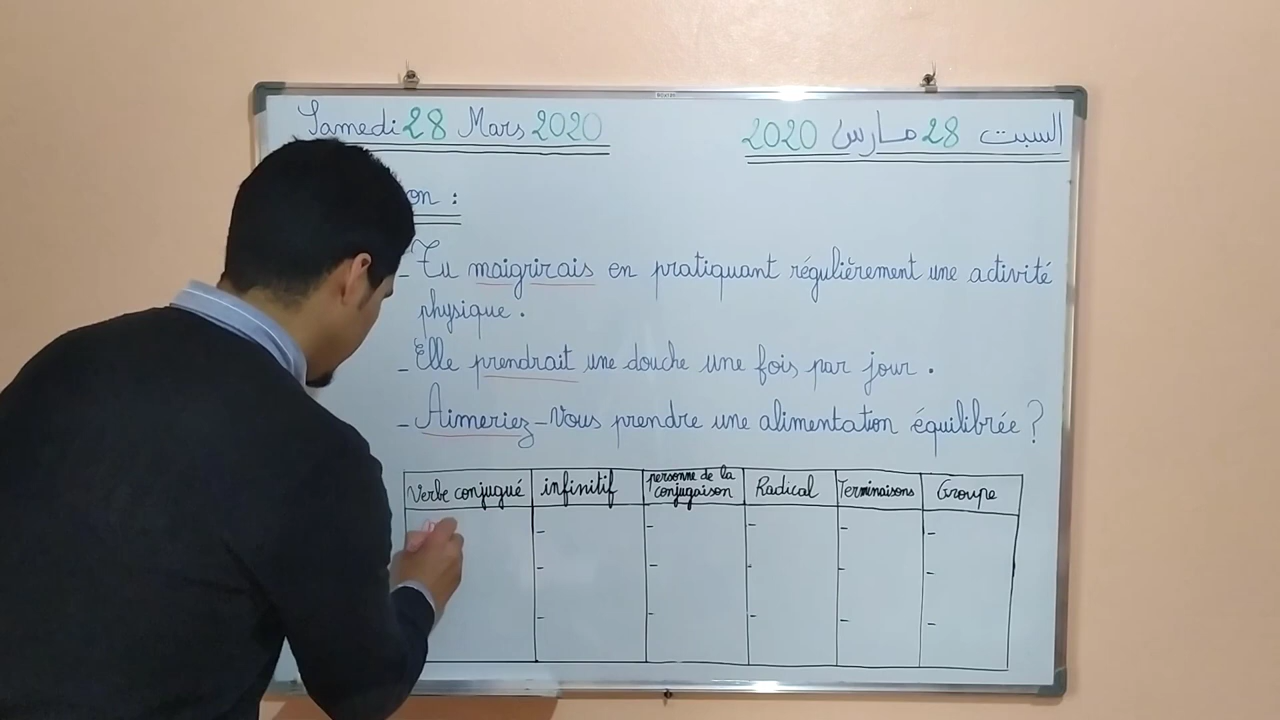 Samedi 28 Mars 2020
السبت 28 مارس 2020
on :
- Tu maigrirais en pratiquant régulièrement une activité
physique .
- Elle prendrait une douche une fois par jour .
- Aimeriez-Vous prendre une alimentation équilibrée ?
Verbe conjugué infinitif personne de la conjugaison Radical Terminaisons Groupe
- - - - -
- - - - -
- - - - -